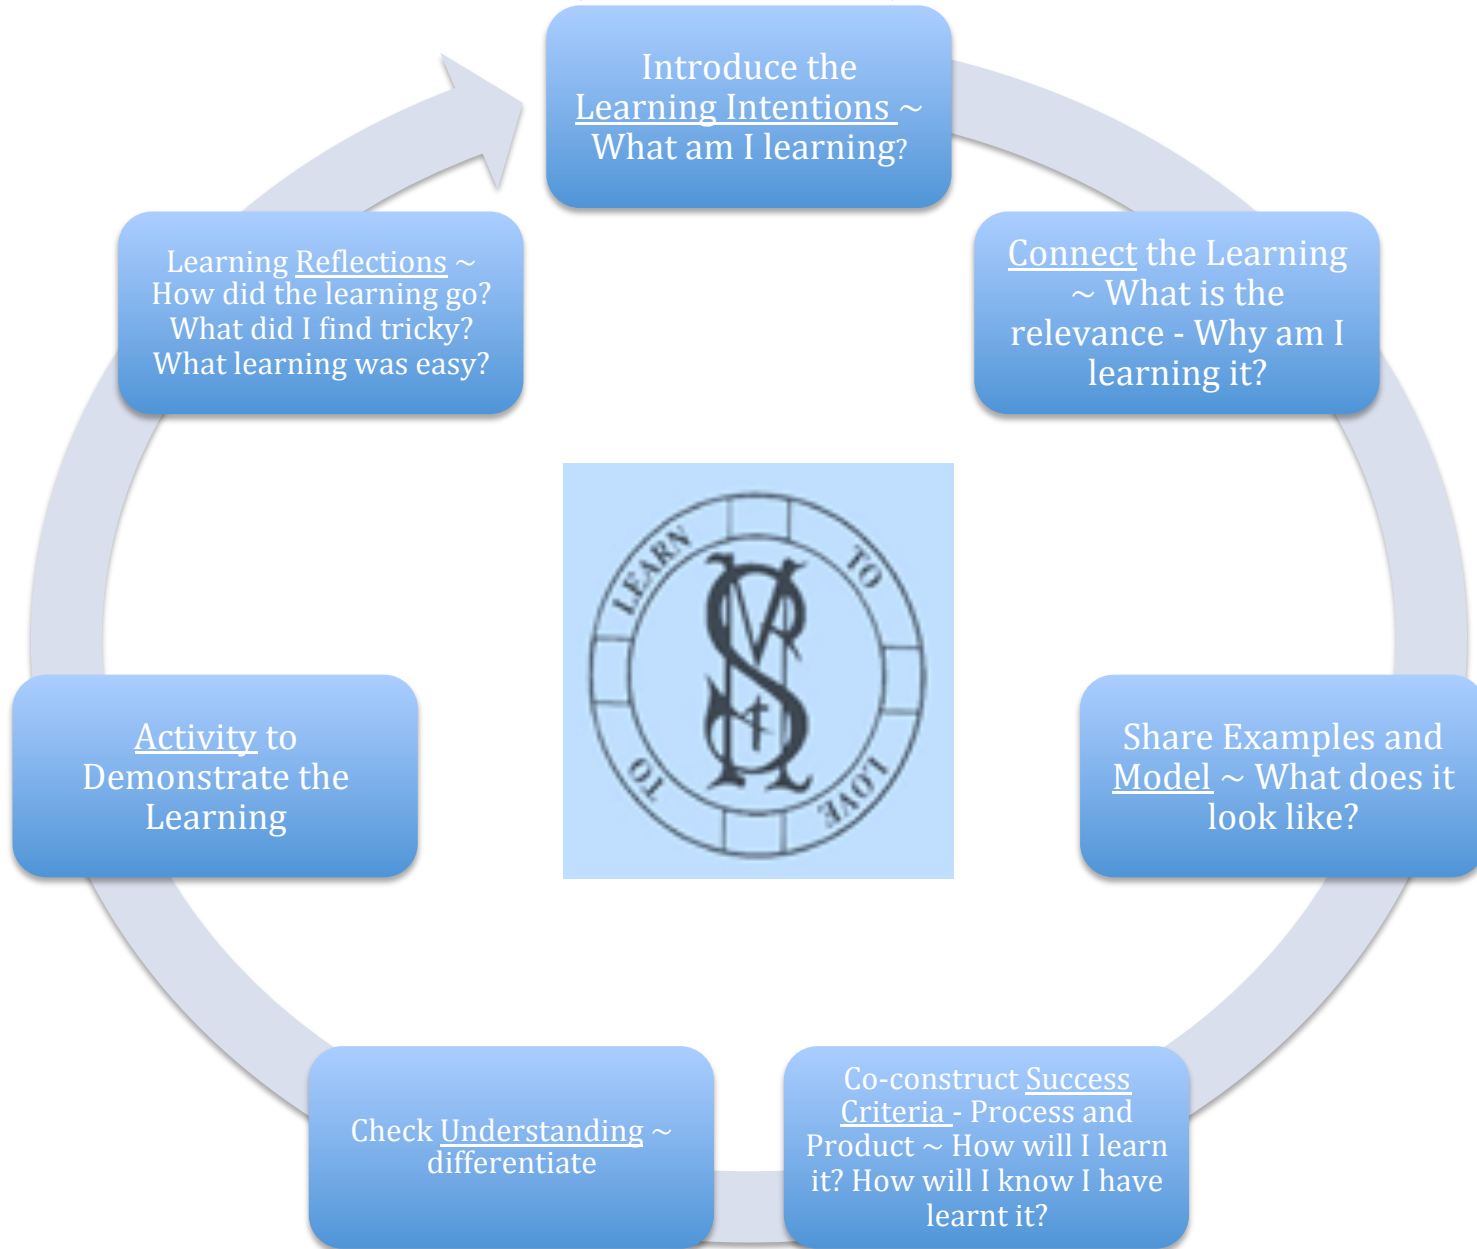 Introduce the
Learning Intentions ~
What am I learning?
Connect the Learning
~ What is the
relevance - Why am I
learning it?
Share Examples and
Model ~ What does it
look like?
Co-construct Success
Criteria - Process and
Product ~ How will I learn
it? How will I know I have
learnt it?
Check Understanding ~
differentiate
Activity to
Demonstrate the
Learning
Learning Reflections ~
How did the learning go?
What did I find tricky?
What learning was easy?
TO
LEARN
TO
LOVE